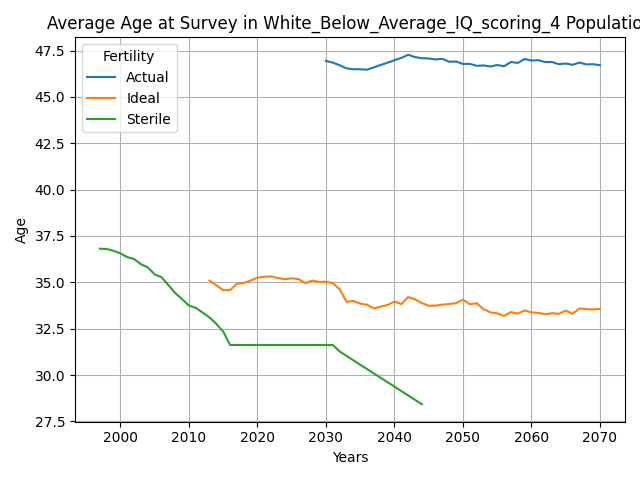 Average Age at Survey in White_Below_Average_IQ_scoring_4 Populatio
Fertility
Actual
Ideal
Sterile
47.5
45.0
42.5
40.0
37.5
35.0
32.5
30.0
27.5
Age
2000 2010 2020 2030 2040 2050 2060 2070
Years